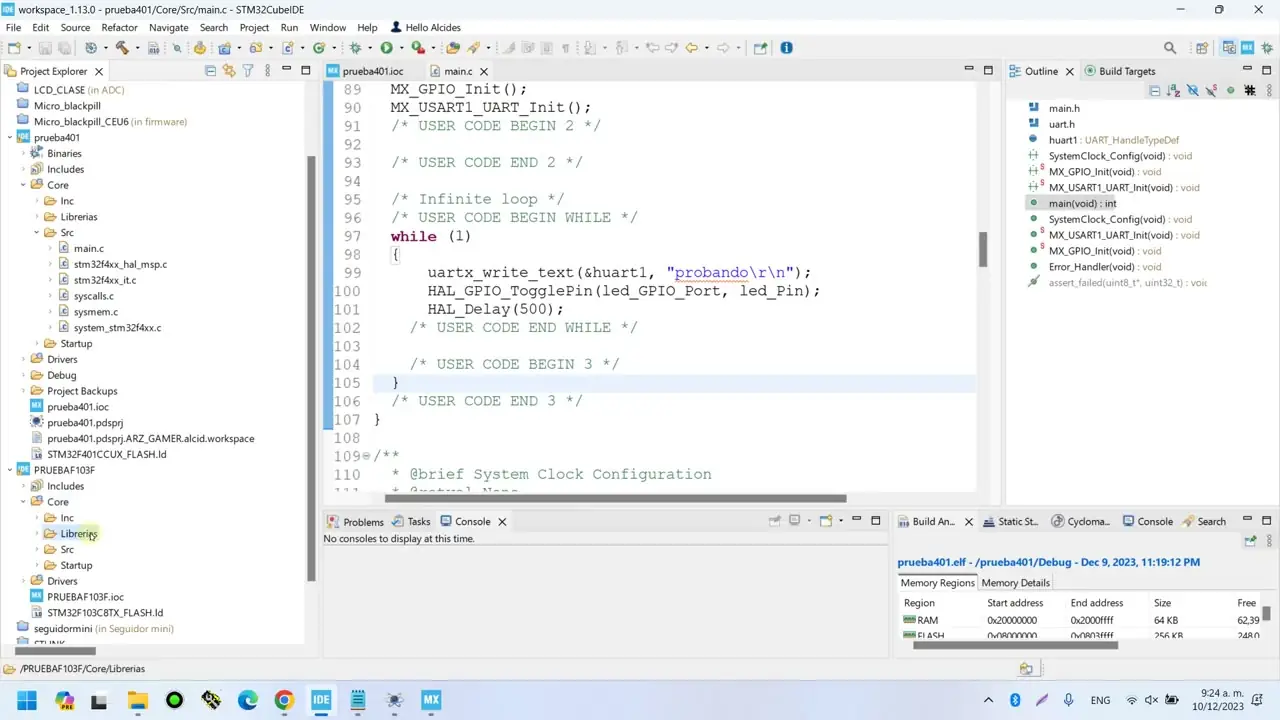 workspace_1.13.0 - prueba401/Core/Src/main.c - STM32CubeIDE
File Edit Source Refactor Navigate Search Project Run Window Help Hello Alcides
Project Explorer
LCD_CLASE (in ADC)
Micro_blackpill
Micro_blackpill_CEU6 (in firmware)
prueba401
Binaries
Includes
Core
Inc
Librerias
Src
main.c
stm32f4xx_hal_msp.c
stm32f4xx_it.c
syscalls.c
sysmem.c
system_stm32f4xx.c
Startup
Drivers
Debug
Project Backups
prueba401.ioc
prueba401.pdsprj
prueba401.pdsprj.ARZ_GAMER.alcid.workspace
STM32F401CCUX_FLASH.ld
PRUEBAF103F
Includes
Core
Inc
Librerias
Src
Startup
Drivers
PRUEBAF103F.ioc
STM32F103C8TX_FLASH.ld
seguidormini (in Seguidor mini)
STLINK
/PRUEBAF103F/Core/Librerias
prueba401.ioc main.c
89 MX_GPIO_Init();
90 MX_USART1_UART_Init();
91 /* USER CODE BEGIN 2 */
92
93 /* USER CODE END 2 */
94
95 /* Infinite loop */
96 /* USER CODE BEGIN WHILE */
97 while (1)
98 {
99 uartx_write_text(&huart1, "probando\r\n");
100 HAL_GPIO_TogglePin(led_GPIO_Port, led_Pin);
101 HAL_Delay(500);
102 /* USER CODE END WHILE */
103
104 /* USER CODE BEGIN 3 */
105 }
106 /* USER CODE END 3 */
107 }
108
109 /**
110 * @brief System Clock Configuration
Problems Tasks Console
No consoles to display at this time.
Outline Build Targets
main.h
uart.h
huart1 : UART_HandleTypeDef
SystemClock_Config(void) : void
MX_GPIO_Init(void) : void
MX_USART1_UART_Init(void) : void
main(void) : int
SystemClock_Config(void) : void
MX_USART1_UART_Init(void) : void
MX_GPIO_Init(void) : void
Error_Handler(void) : void
assert_failed(uint8_t*, uint32_t) : void
Build An... Static St... Cycloma... Console Search
prueba401.elf - /prueba401/Debug - Dec 9, 2023, 11:19:12 PM
Memory Regions Memory Details
Region Start address End address Size Free
RAM 0x20000000 0x2000ffff 64 KB 62,39
FLASH 0x08000000 0x0803ffff 256 KB 248,0
ENG
9:24 a. m.
10/12/2023